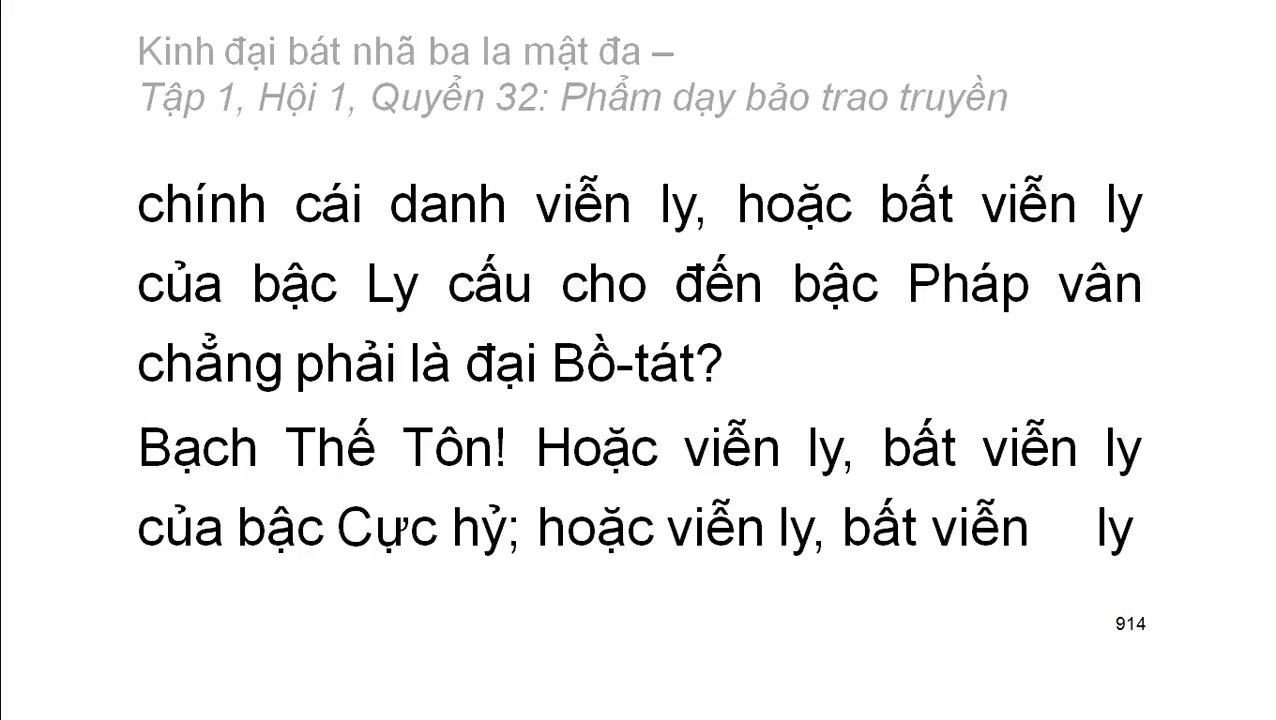 Kinh đại bát nhã ba la mật đa –
Tập 1, Hội 1, Quyển 32: Phẩm dạy bảo trao truyền
chính cái danh viễn ly, hoặc bất viễn ly
của bậc Ly cấu cho đến bậc Pháp vân
chẳng phải là đại Bồ-tát?
Bạch Thế Tôn! Hoặc viễn ly, bất viễn ly
của bậc Cực hỷ; hoặc viễn ly, bất viễn ly
914